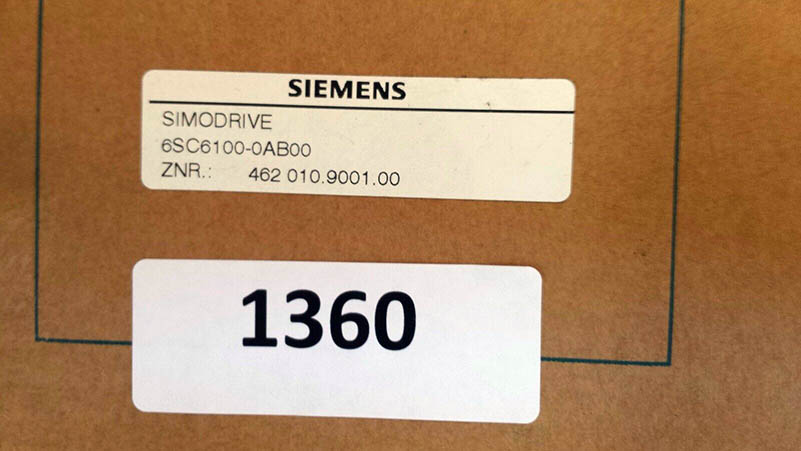 SIEMENS
SIMODRIVE
6SC6100-0AB00
ZNR.: 462 010.9001.00
1360